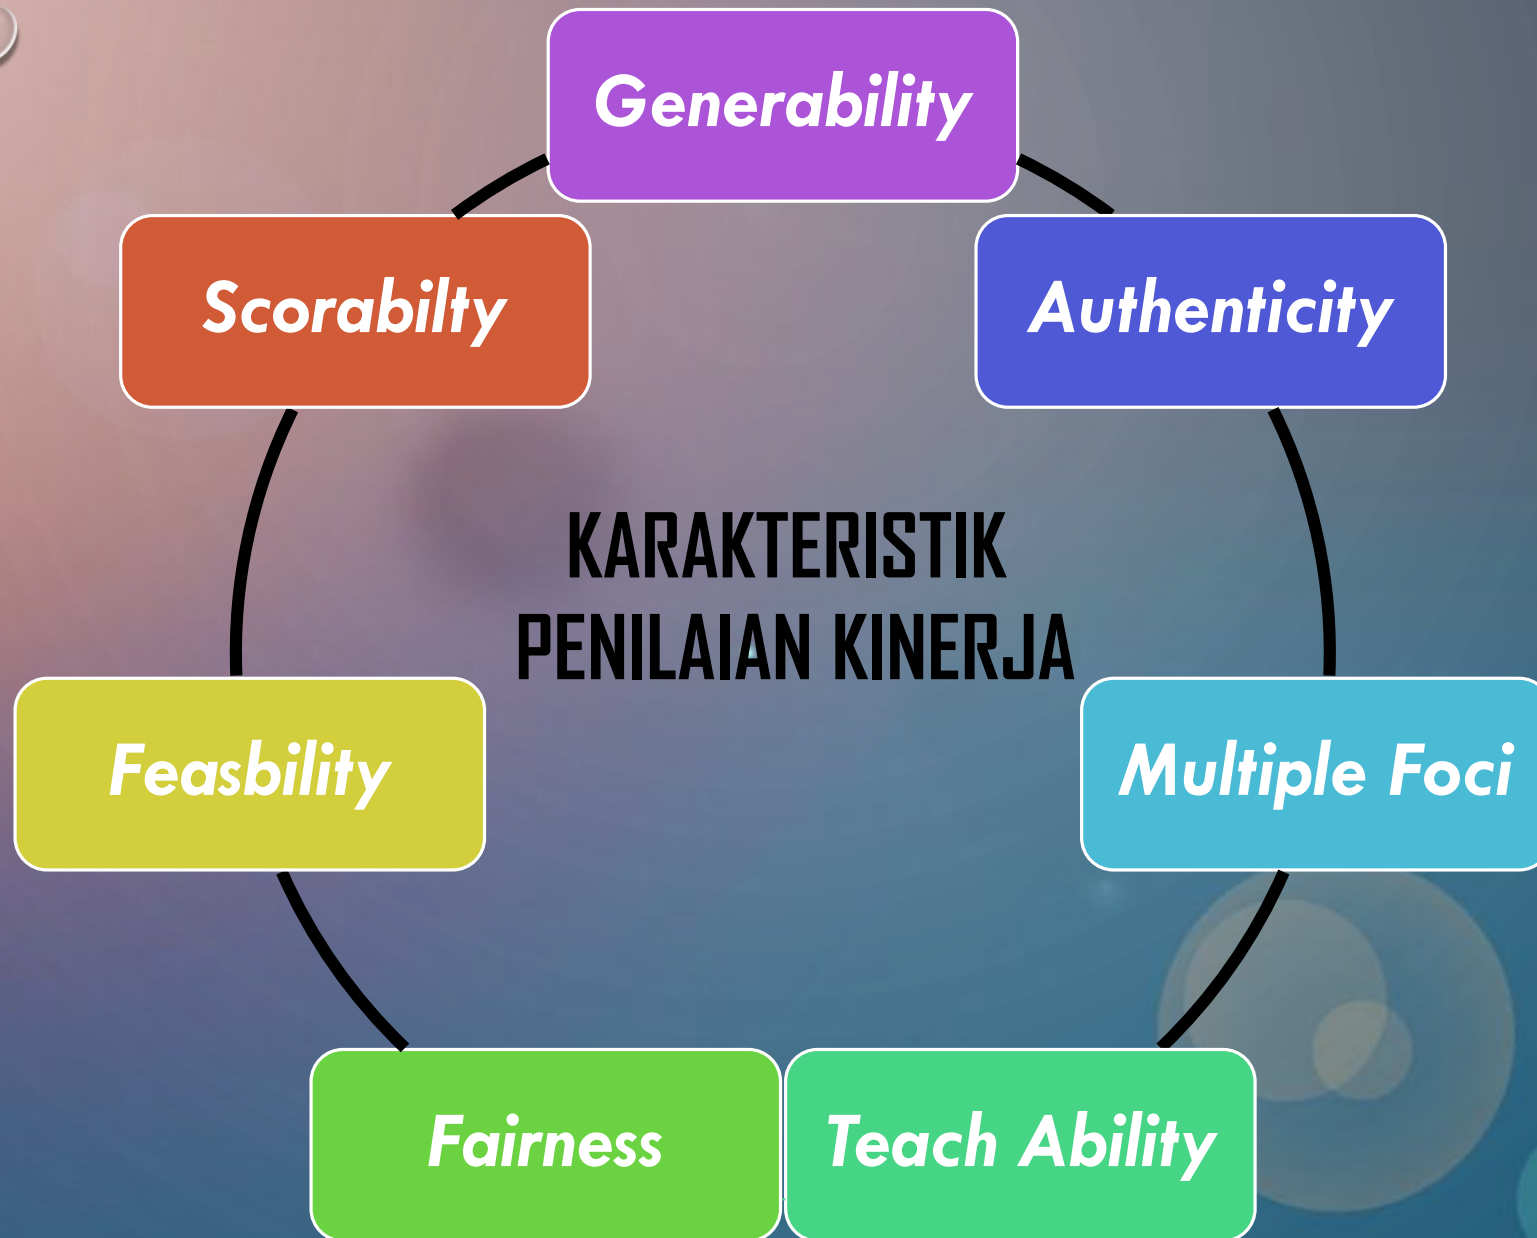 Generability
Scorabilty
Authenticity
KARAKTERISTIK
PENILAIAN KINERJA
Feasbility
Multiple Foci
Fairness
Teach Ability